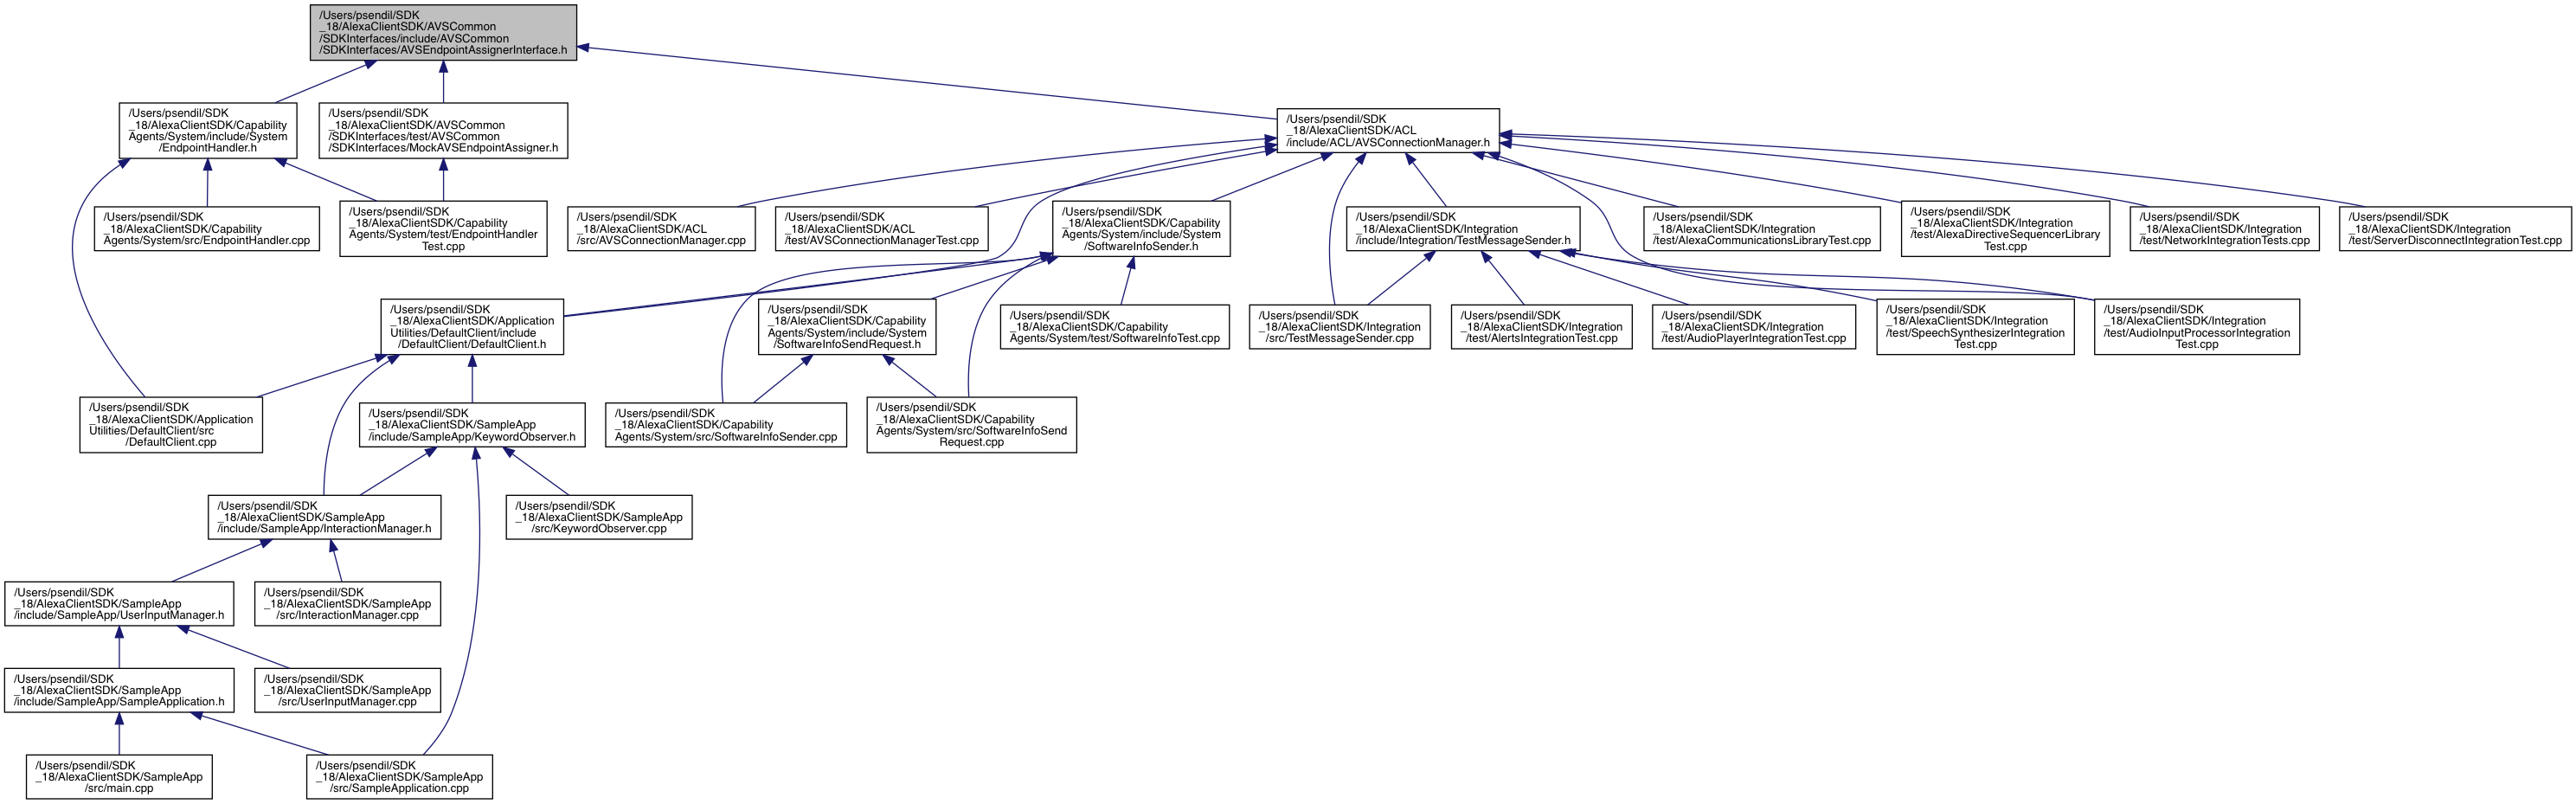 /Users/psendil/SDK
_18/AlexaClientSDK/AVSCommon
/SDKInterfaces/include/AVSCommon
/SDKInterfaces/AVSEndpointAssignerInterface.h
/Users/psendil/SDK
_18/AlexaClientSDK/Capability
Agents/System/include/System
/EndpointHandler.h
/Users/psendil/SDK
_18/AlexaClientSDK/AVSCommon
/SDKInterfaces/test/AVSCommon
/SDKInterfaces/MockAVSEndpointAssigner.h
/Users/psendil/SDK
_18/AlexaClientSDK/ACL
/include/ACL/AVSConnectionManager.h
/Users/psendil/SDK
_18/AlexaClientSDK/Capability
Agents/System/src/EndpointHandler.cpp
/Users/psendil/SDK
_18/AlexaClientSDK/Capability
Agents/System/test/EndpointHandler
Test.cpp
/Users/psendil/SDK
_18/AlexaClientSDK/ACL
/src/AVSConnectionManager.cpp
/Users/psendil/SDK
_18/AlexaClientSDK/ACL
/test/AVSConnectionManagerTest.cpp
/Users/psendil/SDK
_18/AlexaClientSDK/Capability
Agents/System/include/System
/SoftwareInfoSender.h
/Users/psendil/SDK
_18/AlexaClientSDK/Integration
/include/Integration/TestMessageSender.h
/Users/psendil/SDK
_18/AlexaClientSDK/Integration
/test/AlexaCommunicationsLibraryTest.cpp
/Users/psendil/SDK
_18/AlexaClientSDK/Integration
/test/AlexaDirectiveSequencerLibrary
Test.cpp
/Users/psendil/SDK
_18/AlexaClientSDK/Integration
/test/NetworkIntegrationTests.cpp
/Users/psendil/SDK
_18/AlexaClientSDK/Integration
/test/ServerDisconnectIntegrationTest.cpp
/Users/psendil/SDK
_18/AlexaClientSDK/Application
Utilities/DefaultClient/include
/DefaultClient/DefaultClient.h
/Users/psendil/SDK
_18/AlexaClientSDK/Capability
Agents/System/include/System
/SoftwareInfoSendRequest.h
/Users/psendil/SDK
_18/AlexaClientSDK/Capability
Agents/System/test/SoftwareInfoTest.cpp
/Users/psendil/SDK
_18/AlexaClientSDK/Integration
/src/TestMessageSender.cpp
/Users/psendil/SDK
_18/AlexaClientSDK/Integration
/test/AlertsIntegrationTest.cpp
/Users/psendil/SDK
_18/AlexaClientSDK/Integration
/test/AudioPlayerIntegrationTest.cpp
/Users/psendil/SDK
_18/AlexaClientSDK/Integration
/test/SpeechSynthesizerIntegration
Test.cpp
/Users/psendil/SDK
_18/AlexaClientSDK/Integration
/test/AudioInputProcessorIntegration
Test.cpp
/Users/psendil/SDK
_18/AlexaClientSDK/Application
Utilities/DefaultClient/src
/DefaultClient.cpp
/Users/psendil/SDK
_18/AlexaClientSDK/SampleApp
/include/SampleApp/KeywordObserver.h
/Users/psendil/SDK
_18/AlexaClientSDK/Capability
Agents/System/src/SoftwareInfoSender.cpp
/Users/psendil/SDK
_18/AlexaClientSDK/Capability
Agents/System/src/SoftwareInfoSend
Request.cpp
/Users/psendil/SDK
_18/AlexaClientSDK/SampleApp
/include/SampleApp/InteractionManager.h
/Users/psendil/SDK
_18/AlexaClientSDK/SampleApp
/src/KeywordObserver.cpp
/Users/psendil/SDK
_18/AlexaClientSDK/SampleApp
/include/SampleApp/UserInputManager.h
/Users/psendil/SDK
_18/AlexaClientSDK/SampleApp
/src/InteractionManager.cpp
/Users/psendil/SDK
_18/AlexaClientSDK/SampleApp
/include/SampleApp/SampleApplication.h
/Users/psendil/SDK
_18/AlexaClientSDK/SampleApp
/src/UserInputManager.cpp
/Users/psendil/SDK
_18/AlexaClientSDK/SampleApp
/src/main.cpp
/Users/psendil/SDK
_18/AlexaClientSDK/SampleApp
/src/SampleApplication.cpp